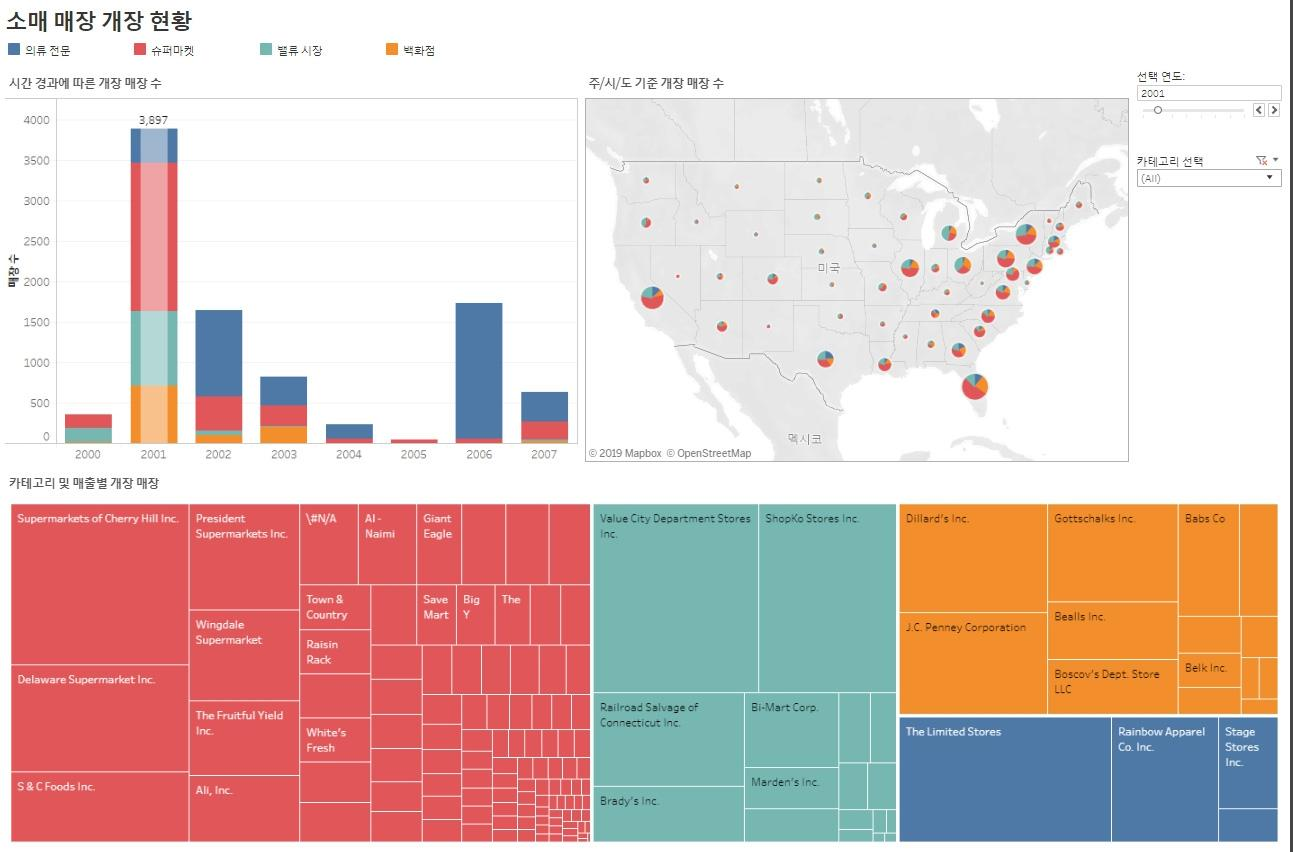 소매 매장 개장 현황
의류 전문
슈퍼마켓
밸류 시장
백화점
시간 경과에 따른 개장 매장 수
매장 수
4000
3500
3000
2500
2000
1500
1000
500
0
3,897
2000
2001
2002
2003
2004
2005
2006
2007
주/시/도 기준 개장 매장 수
미국
멕시코
© 2019 Mapbox © OpenStreetMap
선택 연도:
2001
카테고리 선택
(All)
카테고리 및 매출별 개장 매장
Supermarkets of Cherry Hill Inc.
Delaware Supermarket Inc.
S & C Foods Inc.
President
Supermarkets Inc.
Wingdale
Supermarket
The Fruitful Yield
Inc.
Ali, Inc.
\#N/A
Al -
Naimi
Giant
Eagle
Town &
Country
Save
Mart
Big
Y
The
Raisin
Rack
White's
Fresh
Value City Department Stores
Inc.
ShopKo Stores Inc.
Railroad Salvage of
Connecticut Inc.
Bi-Mart Corp.
Marden's Inc.
Brady's Inc.
Dillard's Inc.
J.C. Penney Corporation
Gottschalks Inc.
Bealls Inc.
Boscov's Dept. Store
LLC
Babs Co
Belk Inc.
The Limited Stores
Rainbow Apparel
Co. Inc.
Stage
Stores
Inc.